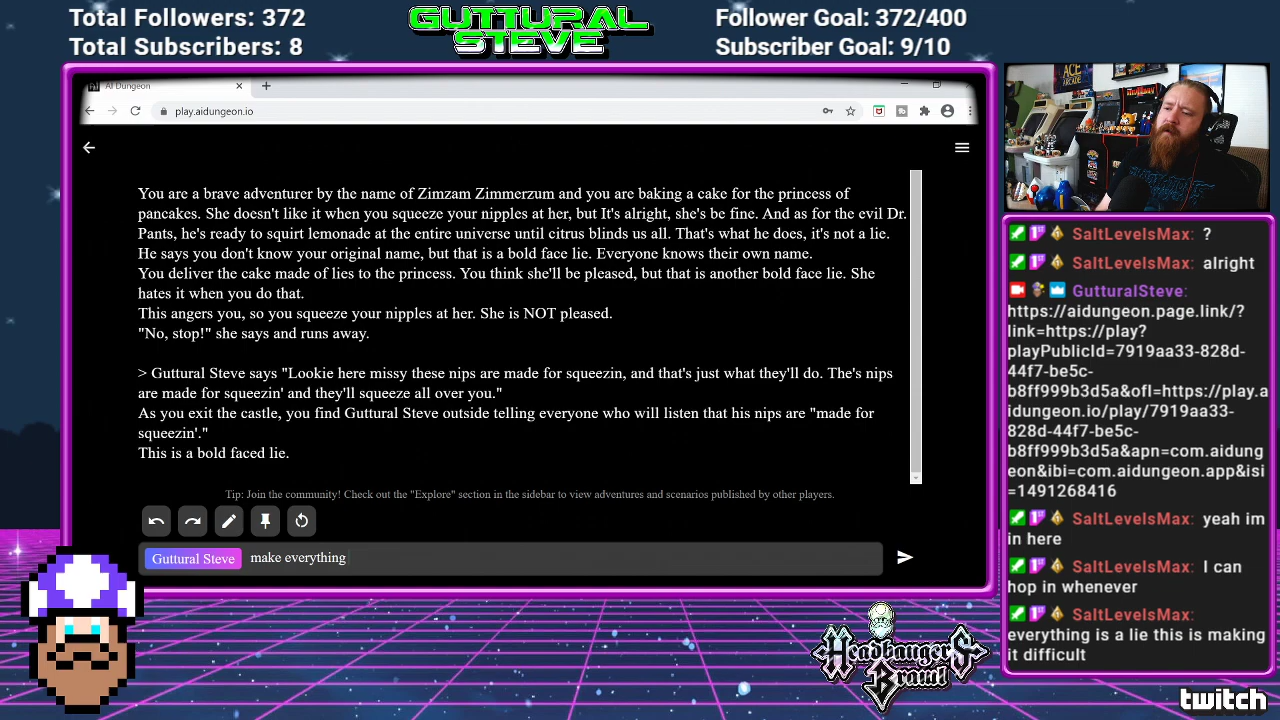 Total Followers: 372
Total Subscribers: 8
GUTTURAL
STEVE
Follower Goal: 372/400
Subscriber Goal: 9/10
AI Dungeon
play.aidungeon.io
You are a brave adventurer by the name of Zimzam Zimmerzum and you are baking a cake for the princess of
pancakes. She doesn't like it when you squeeze your nipples at her, but It's alright, she's be fine. And as for the evil Dr.
Pants, he's ready to squirt lemonade at the entire universe until citrus blinds us all. That's what he does, it's not a lie.
He says you don't know your original name, but that is a bold face lie. Everyone knows their own name.
You deliver the cake made of lies to the princess. You think she'll be pleased, but that is another bold face lie. She
hates it when you do that.
This angers you, so you squeeze your nipples at her. She is NOT pleased.
"No, stop!" she says and runs away.
> Guttural Steve says "Lookie here missy these nips are made for squeezin, and that's just what they'll do. The's nips
are made for squeezin' and they'll squeeze all over you."
As you exit the castle, you find Guttural Steve outside telling everyone who will listen that his nips are "made for
squeezin'."
This is a bold faced lie.
Tip: Join the community! Check out the "Explore" section in the sidebar to view adventures and scenarios published by other players.
Guttural Steve make everything
ACE
ARCADE
SaltLevelsMax: ?
SaltLevelsMax: alright
GutturalSteve:
https://aidungeon.page.link/?
link=https://play?
playPublicId=7919aa33-828d-
44f7-be5c-
b8ff999b3d5a&ofl=https://play.a
idungeon.io/play/7919aa33-
828d-44f7-be5c-
b8ff999b3d5a&apn=com.aidung
eon&ibi=com.aidungeon.app&isi
=1491268416
SaltLevelsMax: yeah im
in here
SaltLevelsMax: I can
hop in whenever
SaltLevelsMax:
everything is a lie this is making
it difficult
Headbangers
Brawl
twitch